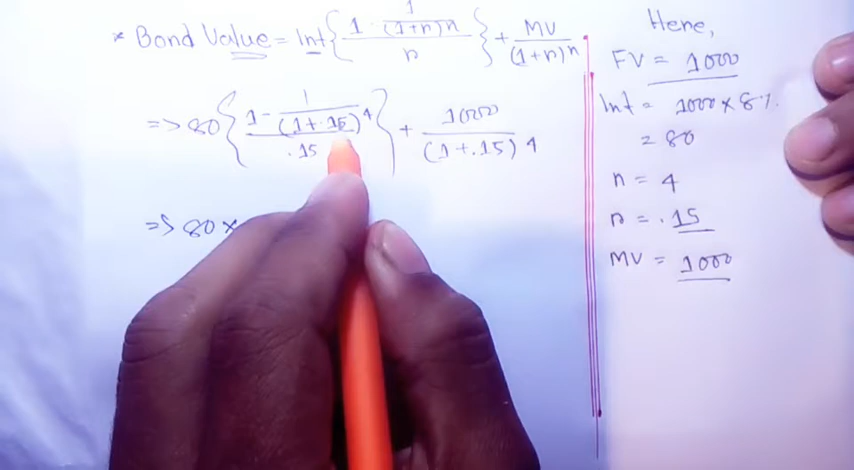 * Bond Value = Int { 1 - 1/(1+r)n / r } + MV/(1+r)n
=> 80 { 1 - 1/(1+.15)4 / .15 } + 1000/(1+.15)4
=> 80 ×
Here,
FV = 1000
Int = 1000 × 8%
= 80
n = 4
r = .15
MV = 1000